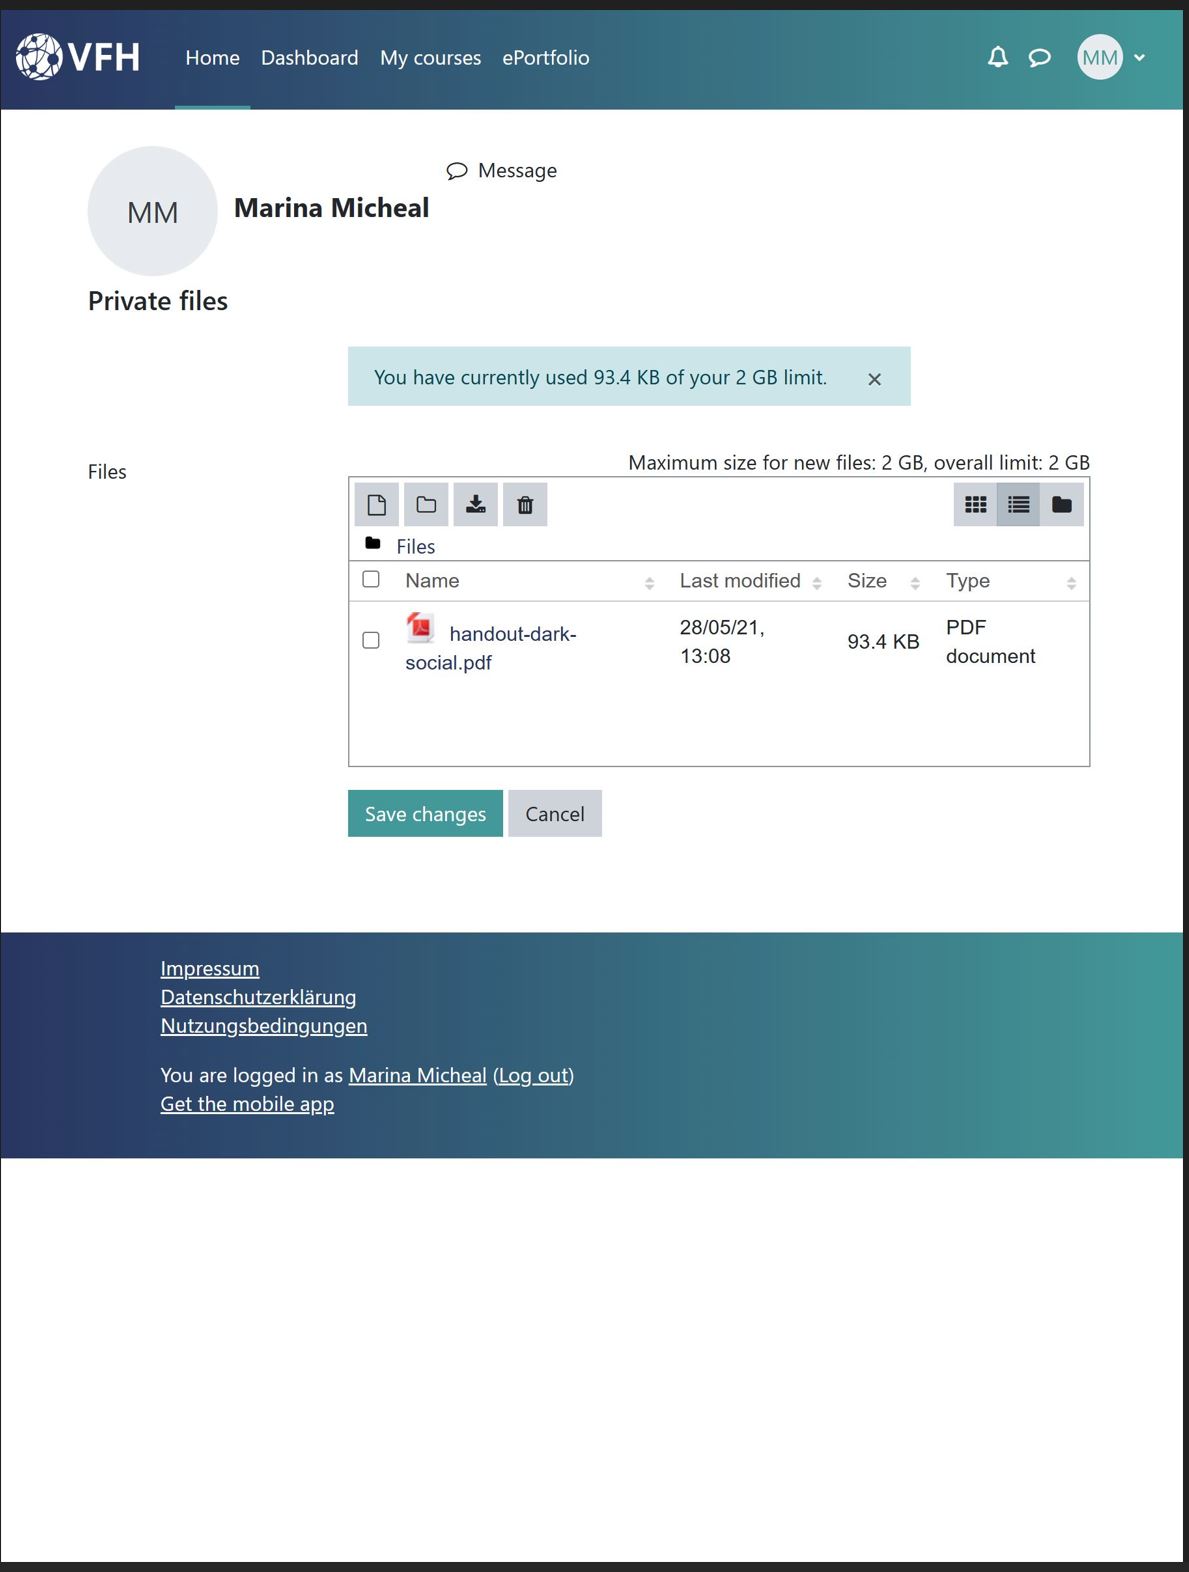 VFH
Home Dashboard My courses ePortfolio
MM
Message
MM
Marina Micheal
Private files
You have currently used 93.4 KB of your 2 GB limit.
Files
Maximum size for new files: 2 GB, overall limit: 2 GB
Files
Name Last modified Size Type
handout-dark-
social.pdf
28/05/21,
13:08
93.4 KB
PDF
document
Save changes Cancel
Impressum
Datenschutzerklärung
Nutzungsbedingungen
You are logged in as Marina Micheal (Log out)
Get the mobile app